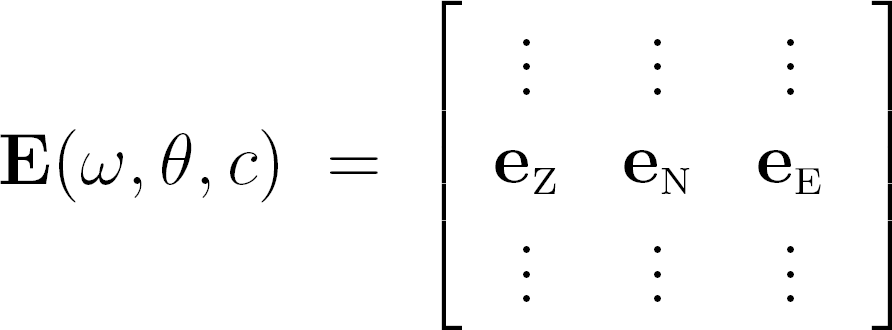 ⋮ ⋮ ⋮
E(ω, θ, c) = [ e_Z e_N e_E ]
⋮ ⋮ ⋮